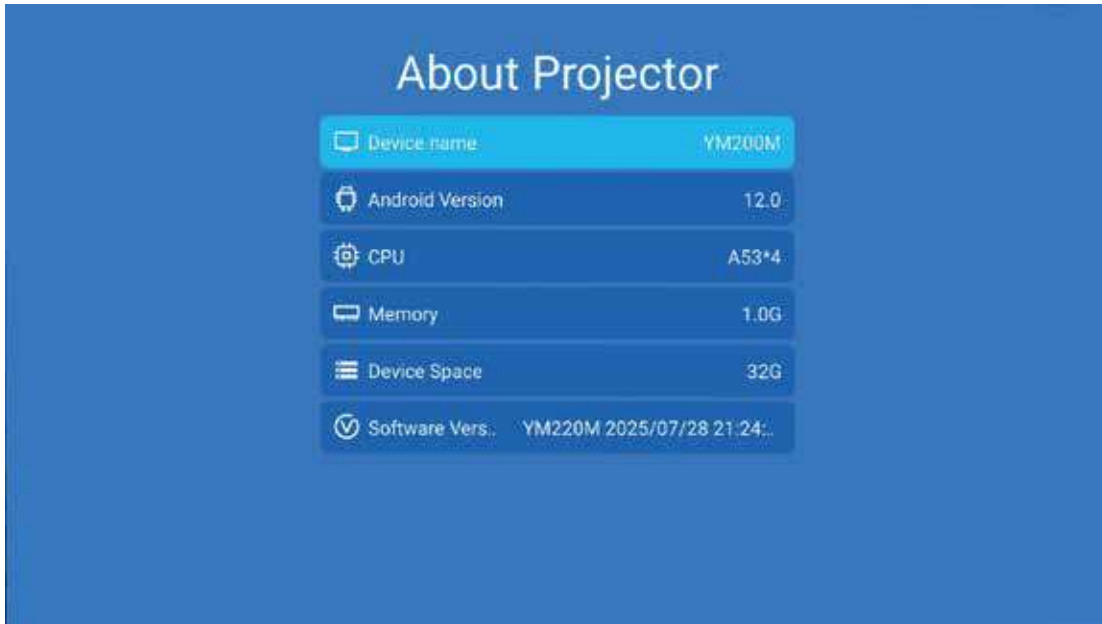 About Projector
Device name YM200M
Android Version 12.0
CPU A53*4
Memory 1.0G
Device Space 32G
Software Vers.. YM220M 2025/07/28 21:24:..